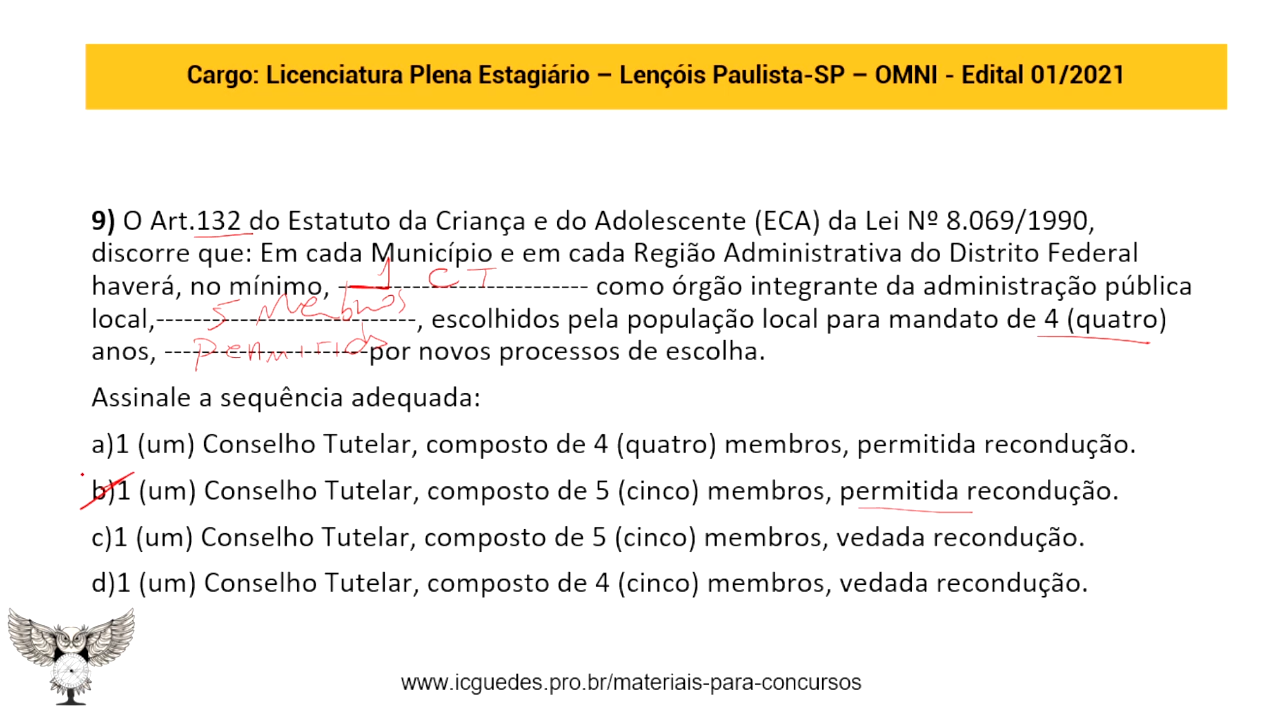 Cargo: Licenciatura Plena Estagiário – Lençóis Paulista-SP – OMNI - Edital 01/2021
9) O Art.132 do Estatuto da Criança e do Adolescente (ECA) da Lei Nº 8.069/1990,
discorre que: Em cada Município e em cada Região Administrativa do Distrito Federal
1 CT
haverá, no mínimo, --------------------------- como órgão integrante da administração pública
5 Membros
local,----------------------------, escolhidos pela população local para mandato de 4 (quatro)
permitida
anos, ----------------------por novos processos de escolha.
Assinale a sequência adequada:
a)1 (um) Conselho Tutelar, composto de 4 (quatro) membros, permitida recondução.
b)1 (um) Conselho Tutelar, composto de 5 (cinco) membros, permitida recondução.
c)1 (um) Conselho Tutelar, composto de 5 (cinco) membros, vedada recondução.
d)1 (um) Conselho Tutelar, composto de 4 (cinco) membros, vedada recondução.
www.icguedes.pro.br/materiais-para-concursos